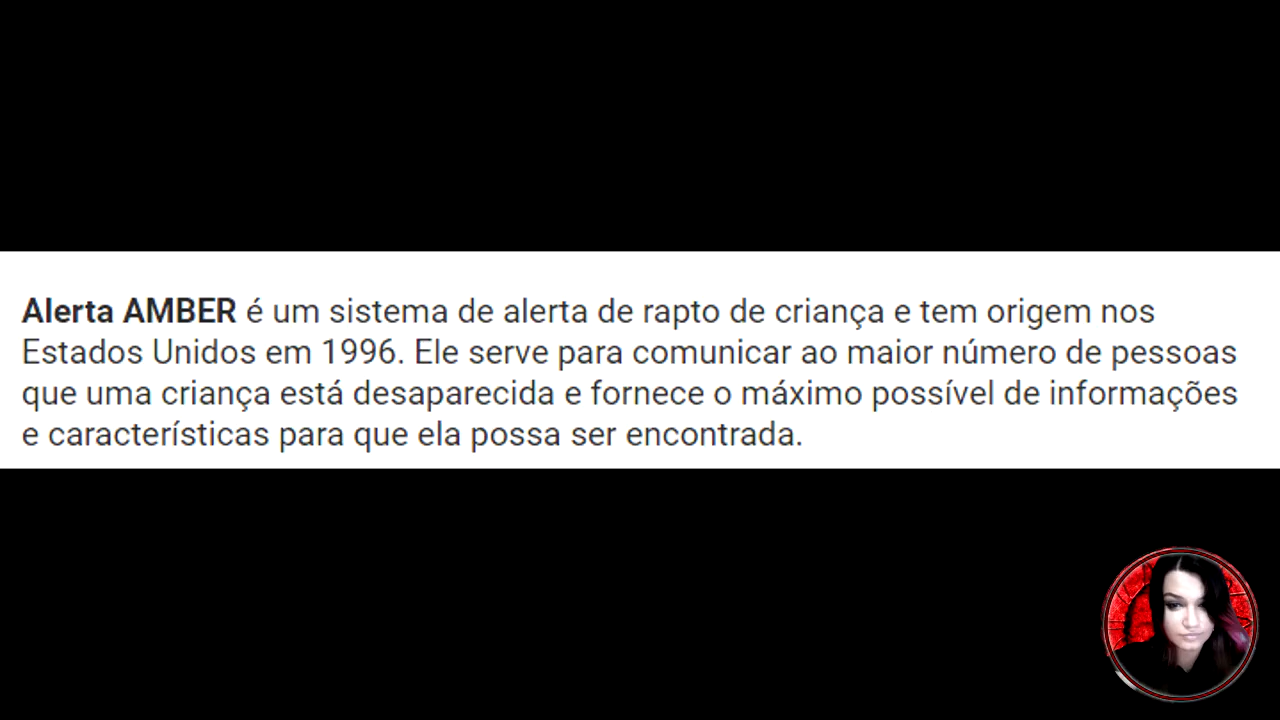 Alerta AMBER é um sistema de alerta de rapto de criança e tem origem nos
Estados Unidos em 1996. Ele serve para comunicar ao maior número de pessoas
que uma criança está desaparecida e fornece o máximo possível de informações
e características para que ela possa ser encontrada.